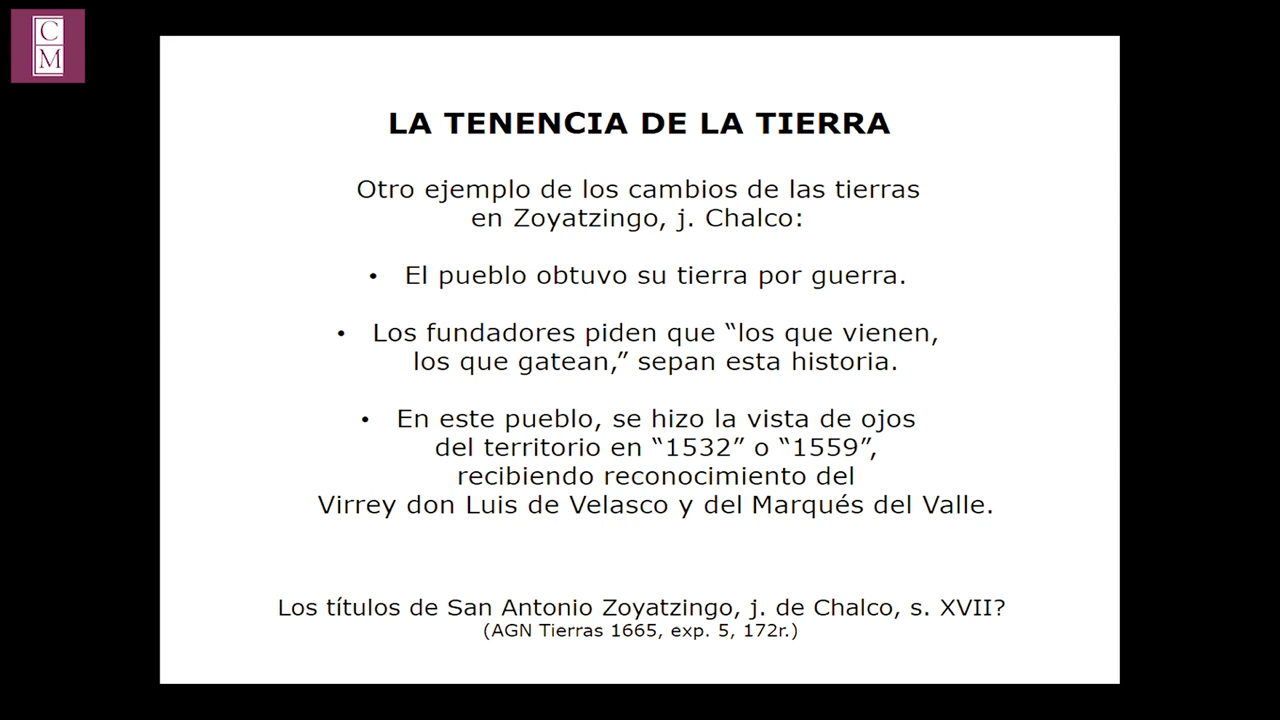 C
M
LA TENENCIA DE LA TIERRA
Otro ejemplo de los cambios de las tierras
en Zoyatzingo, j. Chalco:
• El pueblo obtuvo su tierra por guerra.
• Los fundadores piden que “los que vienen,
los que gatean,” sepan esta historia.
• En este pueblo, se hizo la vista de ojos
del territorio en “1532” o “1559”,
recibiendo reconocimiento del
Virrey don Luis de Velasco y del Marqués del Valle.
Los títulos de San Antonio Zoyatzingo, j. de Chalco, s. XVII?
(AGN Tierras 1665, exp. 5, 172r.)